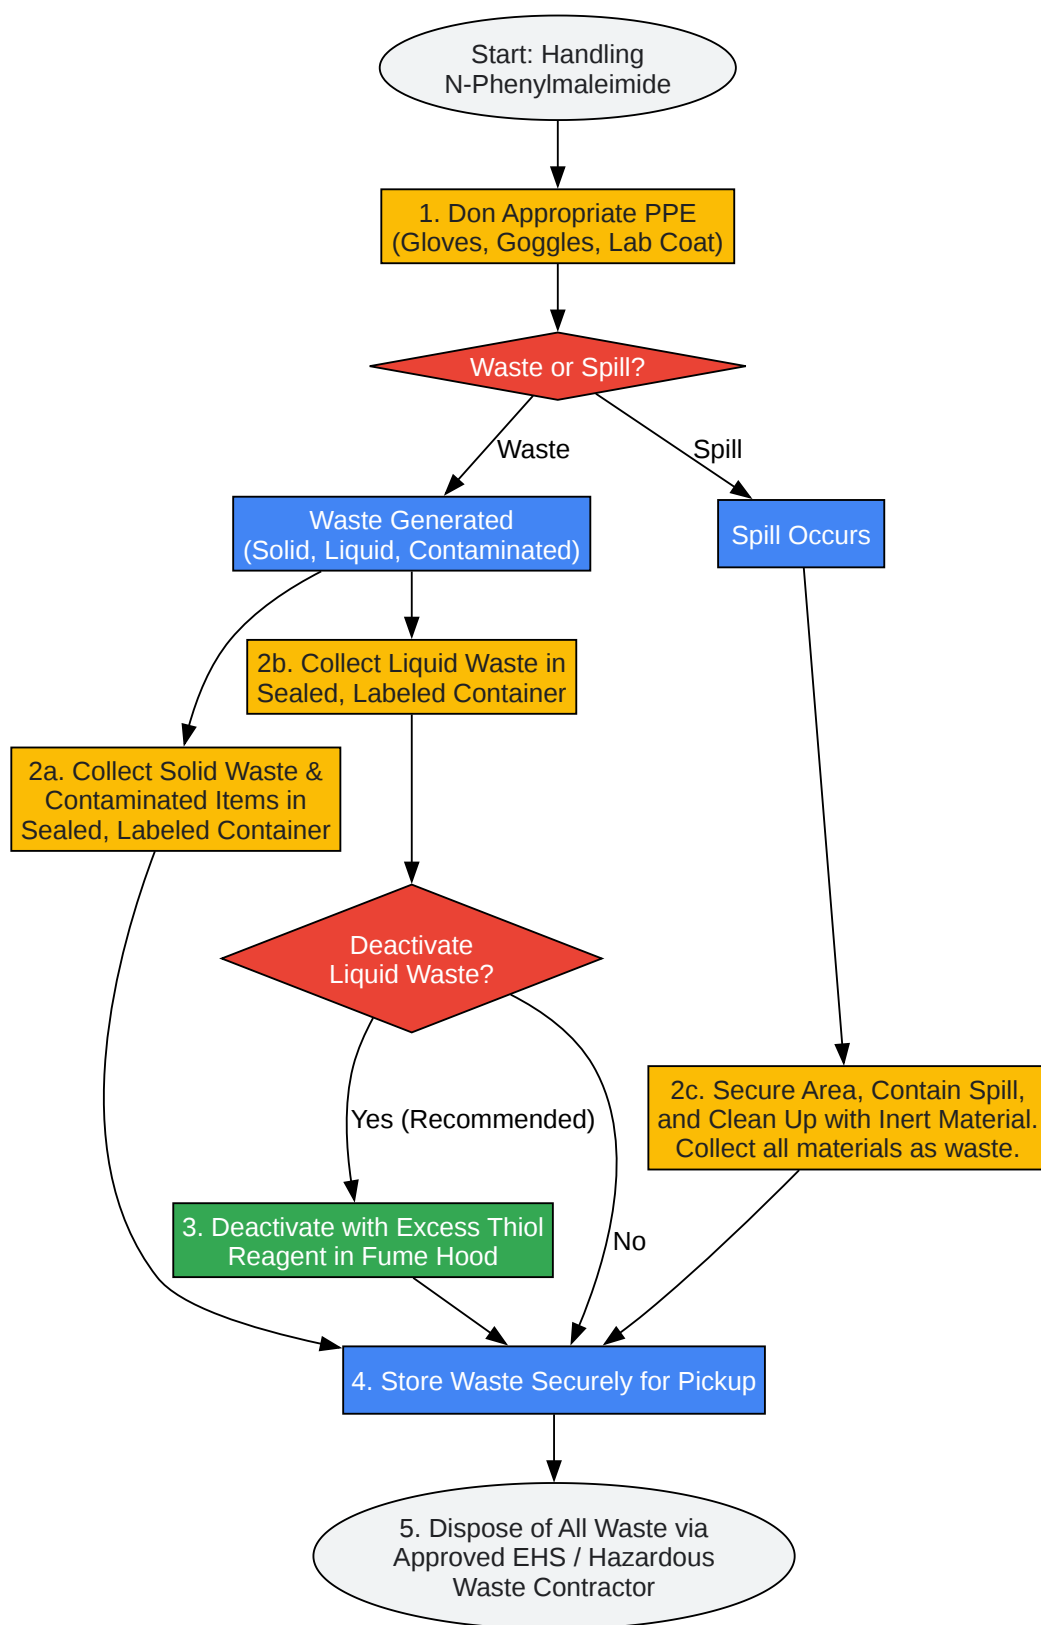 Start: Handling
N-Phenylmaleimide
1. Don Appropriate PPE
(Gloves, Goggles, Lab Coat)
Waste or Spill?
Waste
Spill
Waste Generated
(Solid, Liquid, Contaminated)
Spill Occurs
2b. Collect Liquid Waste in
Sealed, Labeled Container
2a. Collect Solid Waste &
Contaminated Items in
Sealed, Labeled Container
Deactivate
Liquid Waste?
Yes (Recommended)
2c. Secure Area, Contain Spill,
and Clean Up with Inert Material.
Collect all materials as waste.
3. Deactivate with Excess Thiol
Reagent in Fume Hood
No
4. Store Waste Securely for Pickup
5. Dispose of All Waste via
Approved EHS / Hazardous
Waste Contractor